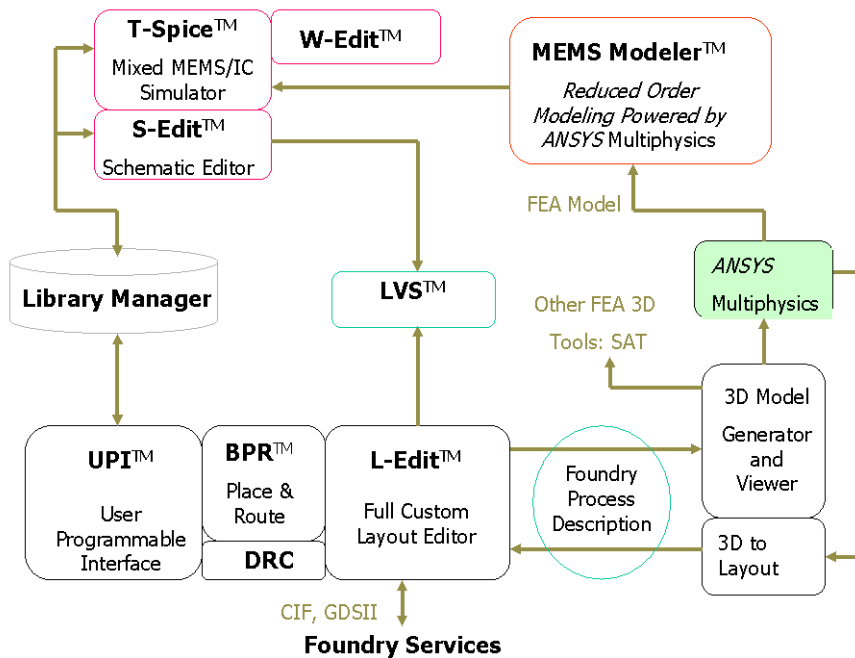 T-Spice™
Mixed MEMS/IC
Simulator
W-Edit™
S-Edit™
Schematic Editor
MEMS Modeler™
Reduced Order
Modeling Powered by
ANSYS Multiphysics
FEA Model
Library Manager
LVS™
ANSYS
Multiphysics
Other FEA 3D
Tools: SAT
3D Model
Generator
and
Viewer
UPI™
User
Programmable
Interface
BPR™
Place &
Route
DRC
L-Edit™
Full Custom
Layout Editor
Foundry
Process
Description
3D to
Layout
CIF, GDSII
Foundry Services